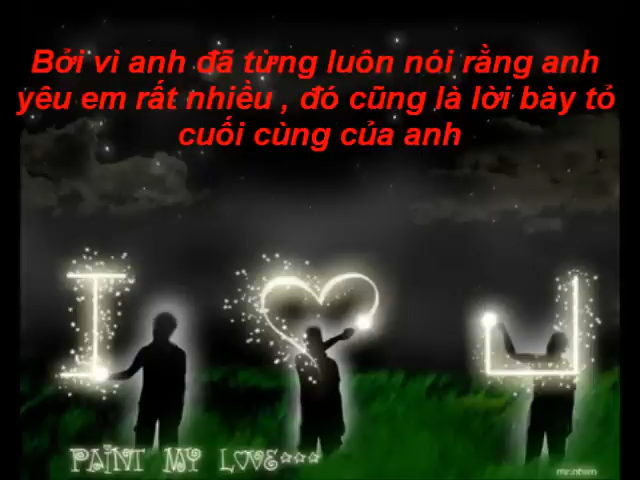 Bởi vì anh đã từng luôn nói rằng anh
yêu em rất nhiều , đó cũng là lời bày tỏ
cuối cùng của anh
I ♥ U
PAINT MY LOVE***